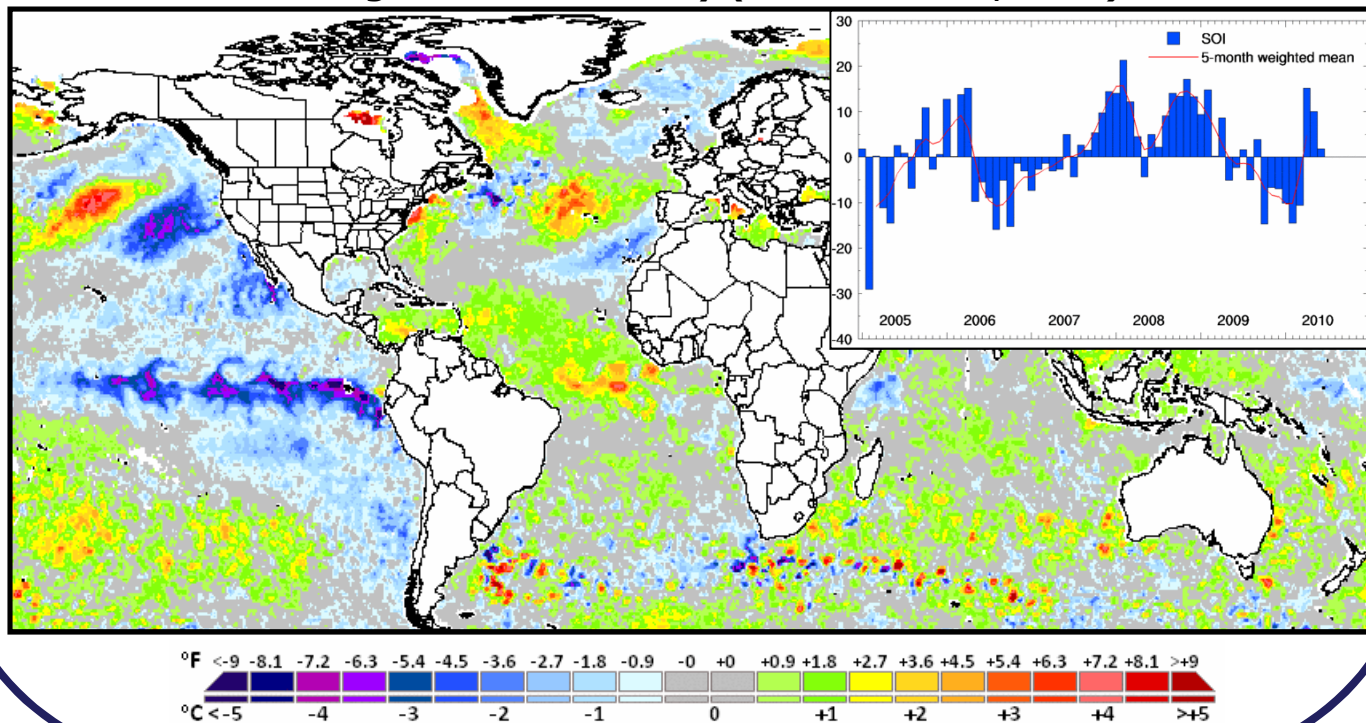 30
SOI
5-month weighted mean
20
10
0
-10
-20
-30
-40
2005 2006 2007 2008 2009 2010
°F <-9 -8.1 -7.2 -6.3 -5.4 -4.5 -3.6 -2.7 -1.8 -0.9 -0 +0 +0.9 +1.8 +2.7 +3.6 +4.5 +5.4 +6.3 +7.2 +8.1 >+9
°C <-5 -4 -3 -2 -1 0 +1 +2 +3 +4 >+5